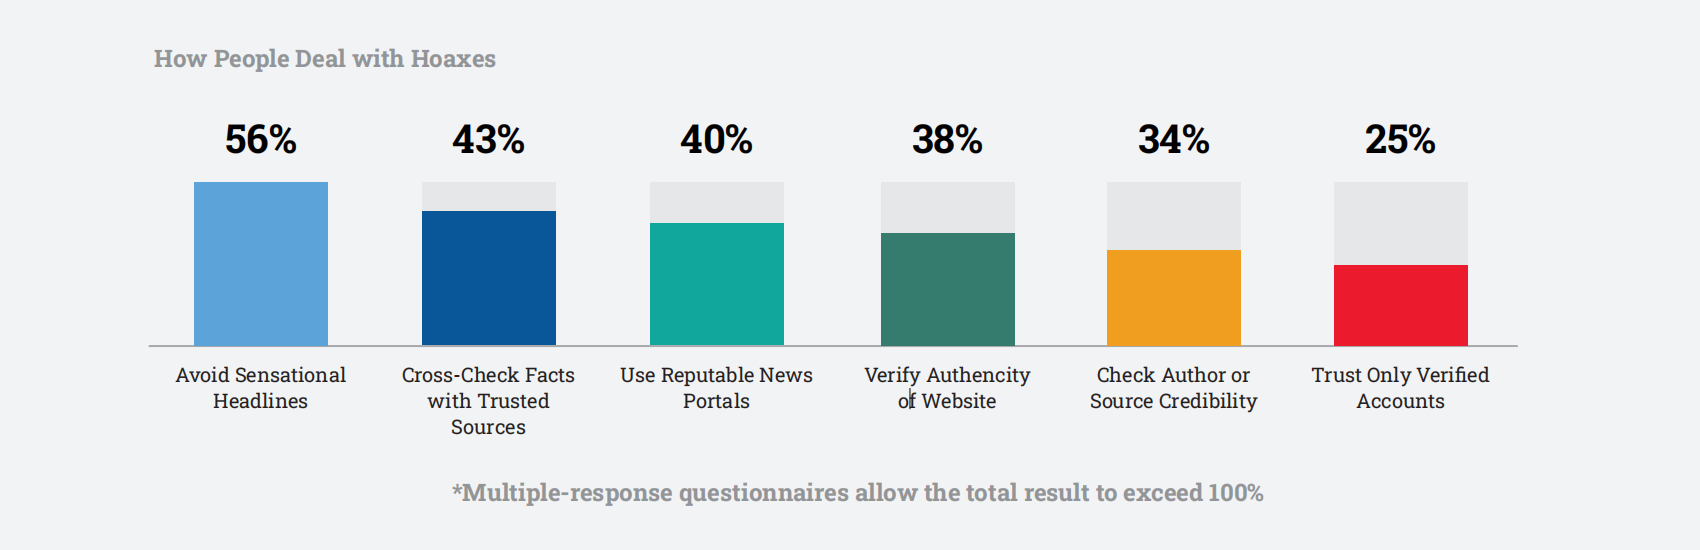 How People Deal with Hoaxes
56%
43%
40%
38%
34%
25%
Avoid Sensational
Headlines
Cross-Check Facts
with Trusted
Sources
Use Reputable News
Portals
Verify Authencity
of Website
Check Author or
Source Credibility
Trust Only Verified
Accounts
*Multiple-response questionnaires allow the total result to exceed 100%